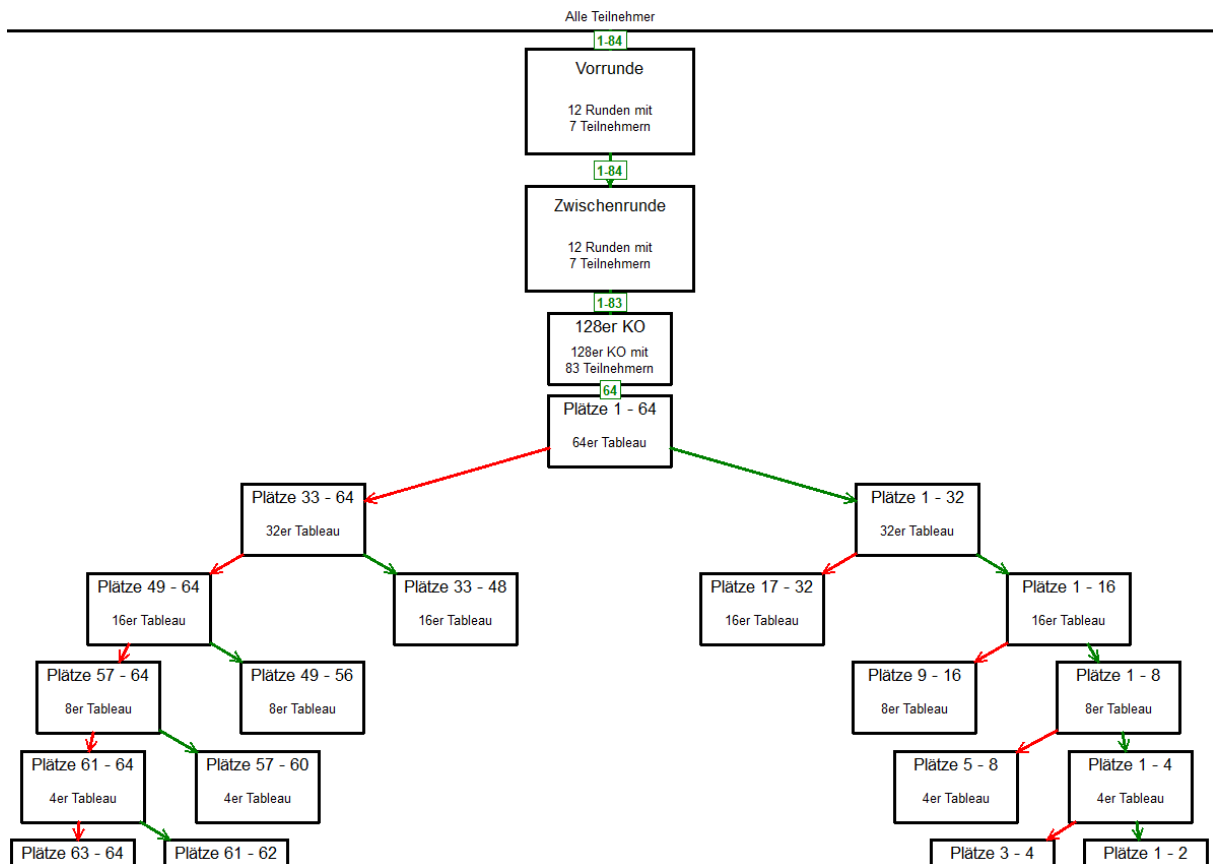 Alle Teilnehmer
1-84
Vorrunde
12 Runden mit
7 Teilnehmern
1-84
Zwischenrunde
12 Runden mit
7 Teilnehmern
1-83
128er KO
128er KO mit
83 Teilnehmern
64
Plätze 1 - 64
64er Tableau
Plätze 33 - 64
32er Tableau
Plätze 1 - 32
32er Tableau
Plätze 49 - 64
16er Tableau
Plätze 33 - 48
16er Tableau
Plätze 17 - 32
16er Tableau
Plätze 1 - 16
16er Tableau
Plätze 57 - 64
8er Tableau
Plätze 49 - 56
8er Tableau
Plätze 9 - 16
8er Tableau
Plätze 1 - 8
8er Tableau
Plätze 61 - 64
4er Tableau
Plätze 57 - 60
4er Tableau
Plätze 5 - 8
4er Tableau
Plätze 1 - 4
4er Tableau
Plätze 63 - 64
Plätze 61 - 62
Plätze 3 - 4
Plätze 1 - 2